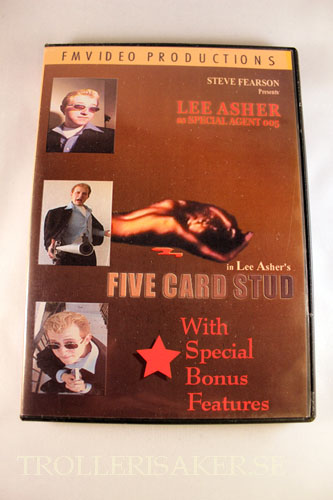 FMVIDEO PRODUCTIONS
STEVE FEARSON
Presents
LEE ASHER
as SPECIAL AGENT 005
in Lee Asher's
FIVE CARD STUD
With
Special
Bonus
Features
TROLLERISAKER.SE